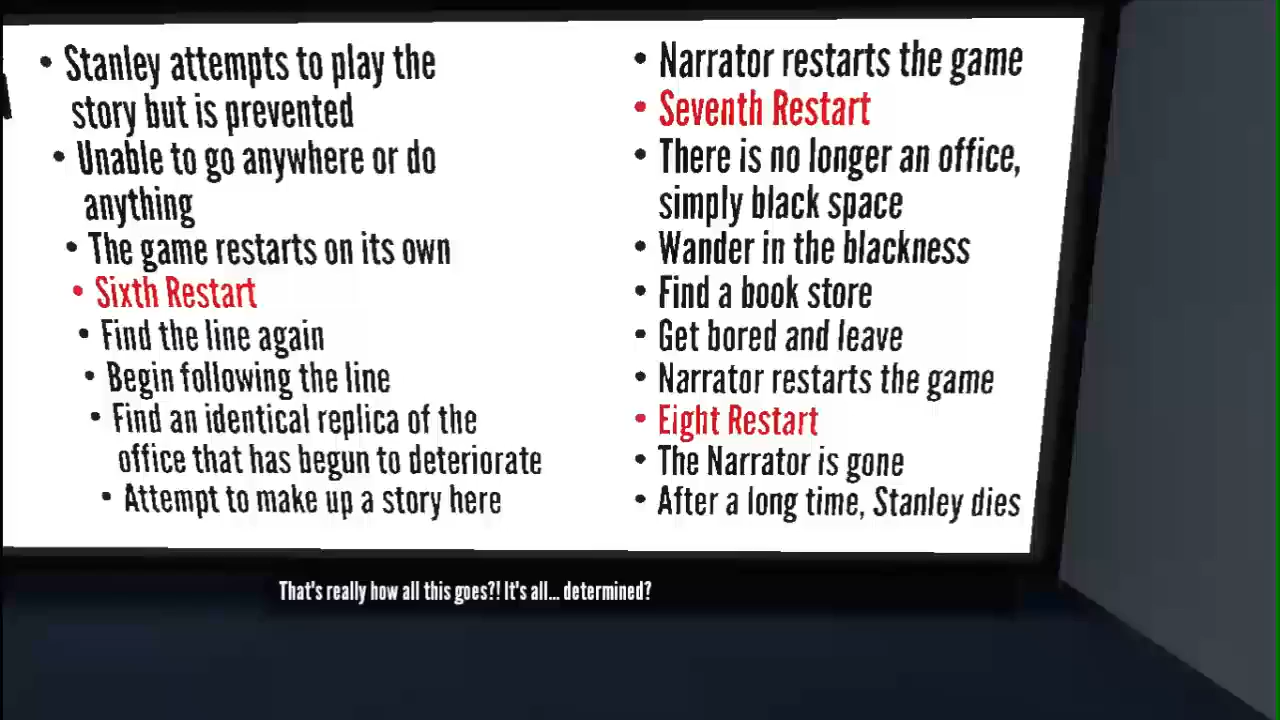 • Stanley attempts to play the
story but is prevented
• Unable to go anywhere or do
anything
• The game restarts on its own
• Sixth Restart
• Find the line again
• Begin following the line
• Find an identical replica of the
office that has begun to deteriorate
• Attempt to make up a story here
• Narrator restarts the game
• Seventh Restart
• There is no longer an office,
simply black space
• Wander in the blackness
• Find a book store
• Get bored and leave
• Narrator restarts the game
• Eight Restart
• The Narrator is gone
• After a long time, Stanley dies
That's really how all this goes?! It's all... determined?